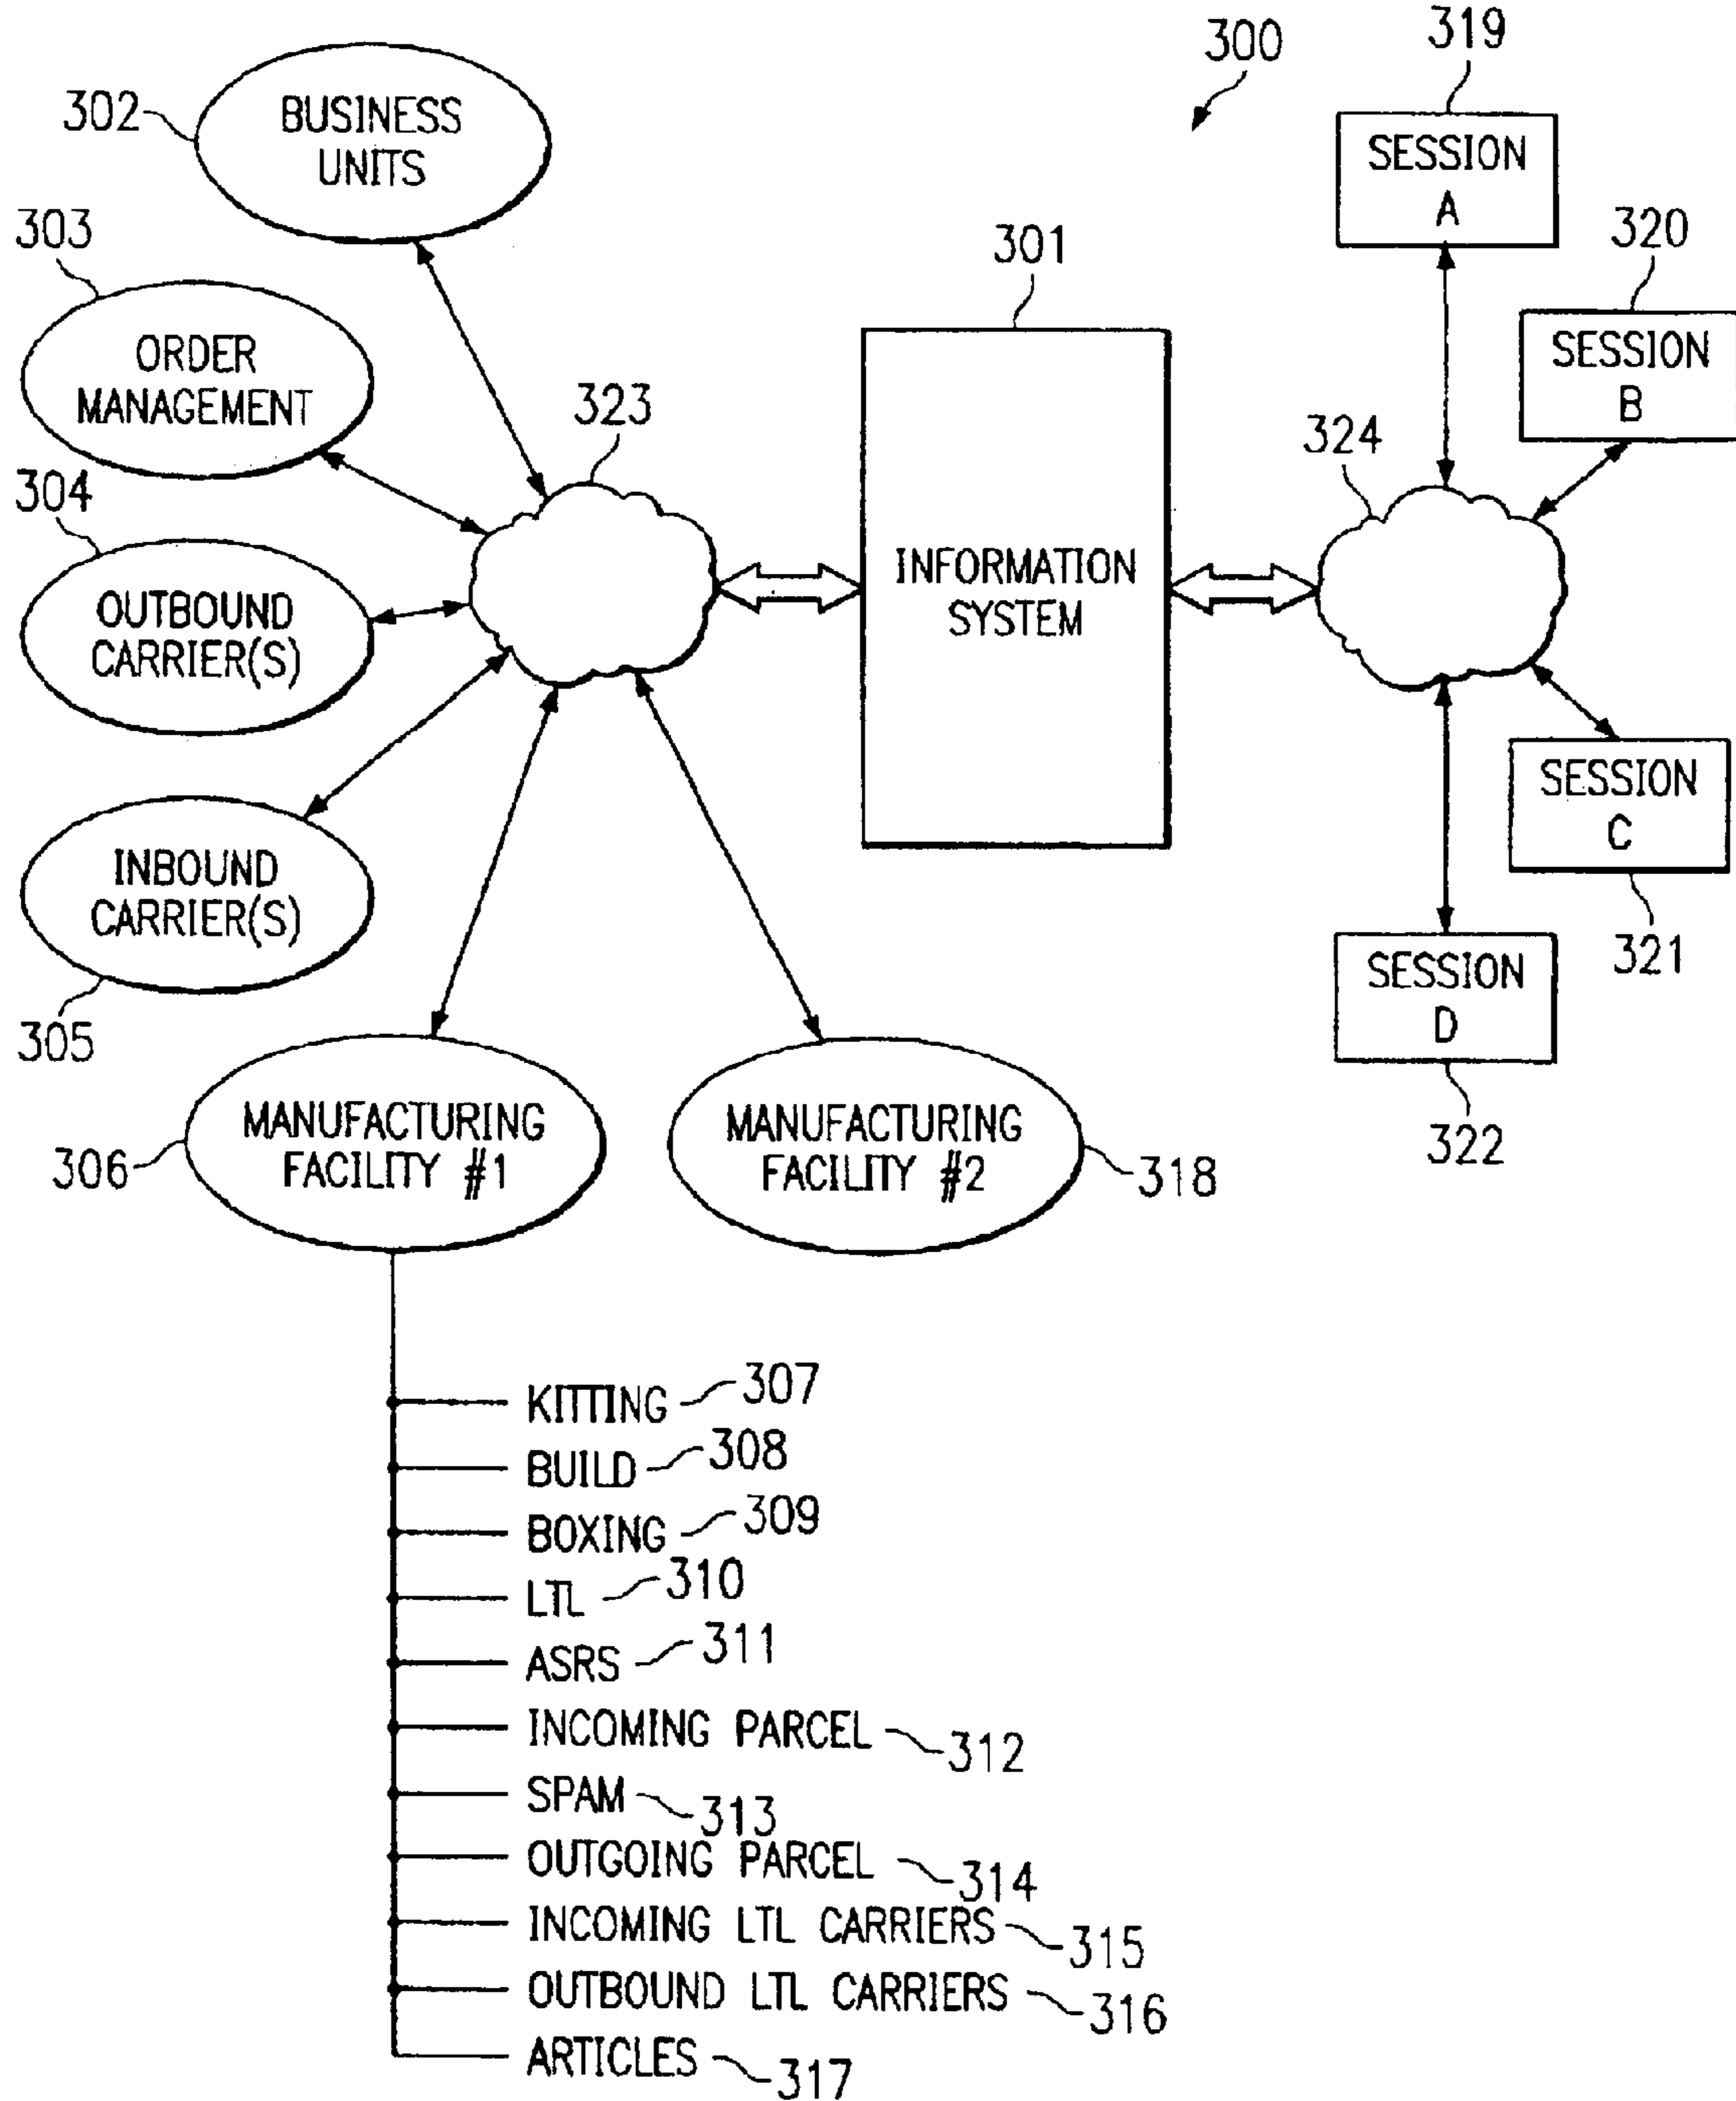 300
319
302
BUSINESS
UNITS
SESSION
A
303
301
320
ORDER
MANAGEMENT
SESSION
B
323
324
304
OUTBOUND
CARRIER(S)
INFORMATION
SYSTEM
SESSION
C
321
INBOUND
CARRIER(S)
305
SESSION
D
322
306
MANUFACTURING
FACILITY #1
MANUFACTURING
FACILITY #2
318
KITTING 307
BUILD 308
BOXING 309
LTL 310
ASRS 311
INCOMING PARCEL 312
SPAM 313
OUTGOING PARCEL 314
INCOMING LTL CARRIERS 315
OUTBOUND LTL CARRIERS 316
ARTICLES 317